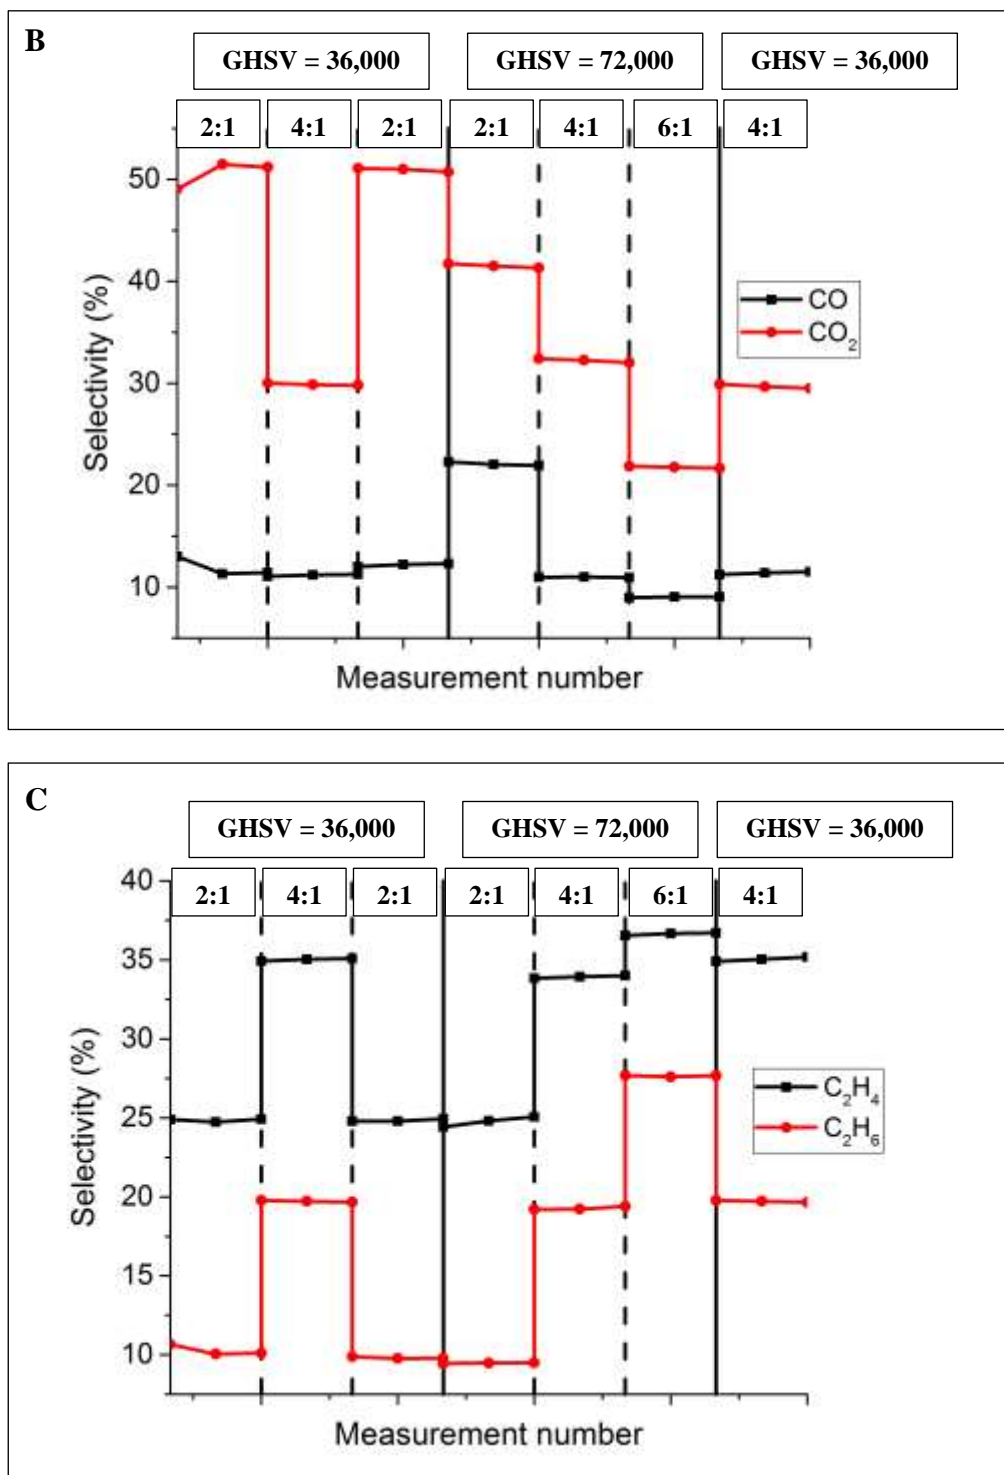 B
GHSV = 36,000 GHSV = 72,000 GHSV = 36,000
2:1 4:1 2:1 2:1 4:1 6:1 4:1
50
40
30
20
10
Selectivity (%)
CO
CO₂
Measurement number
C
GHSV = 36,000 GHSV = 72,000 GHSV = 36,000
2:1 4:1 2:1 2:1 4:1 6:1 4:1
40
35
30
25
20
15
10
Selectivity (%)
C₂H₄
C₂H₆
Measurement number